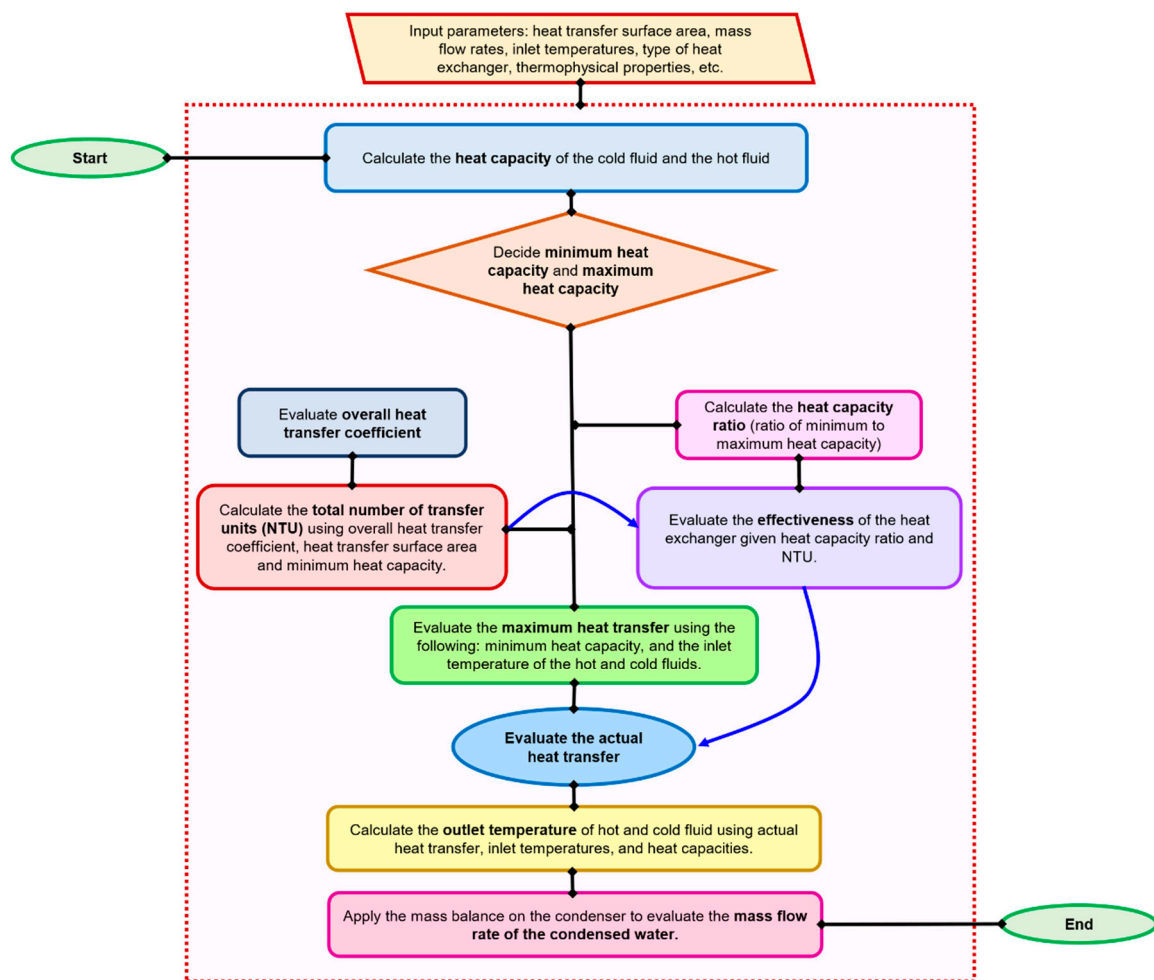 Input parameters: heat transfer surface area, mass
flow rates, inlet temperatures, type of heat
exchanger, thermophysical properties, etc.
Start
Calculate the heat capacity of the cold fluid and the hot fluid
Decide minimum heat
capacity and maximum
heat capacity
Evaluate overall heat
transfer coefficient
Calculate the heat capacity
ratio (ratio of minimum to
maximum heat capacity)
Calculate the total number of transfer
units (NTU) using overall heat transfer
coefficient, heat transfer surface area
and minimum heat capacity.
Evaluate the effectiveness of the heat
exchanger given heat capacity ratio and
NTU.
Evaluate the maximum heat transfer using the
following: minimum heat capacity, and the inlet
temperature of the hot and cold fluids.
Evaluate the actual
heat transfer
Calculate the outlet temperature of hot and cold fluid using actual
heat transfer, inlet temperatures, and heat capacities.
Apply the mass balance on the condenser to evaluate the mass flow
rate of the condensed water.
End